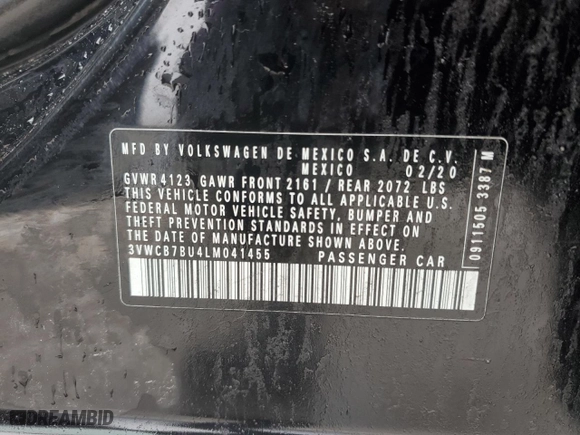 MFD BY VOLKSWAGEN DE MEXICO S.A. DE C.V.
MEXICO 02/20
GVWR 4123 GAWR FRONT 2161 / REAR 2072 LBS
THIS VEHICLE CONFORMS TO ALL APPLICABLE U.S.
FEDERAL MOTOR VEHICLE SAFETY, BUMPER AND
THEFT PREVENTION STANDARDS IN EFFECT ON
THE DATE OF MANUFACTURE SHOWN ABOVE.
3VWCB7BU4LM041455 PASSENGER CAR
0911505 3387 M
DREAMBID